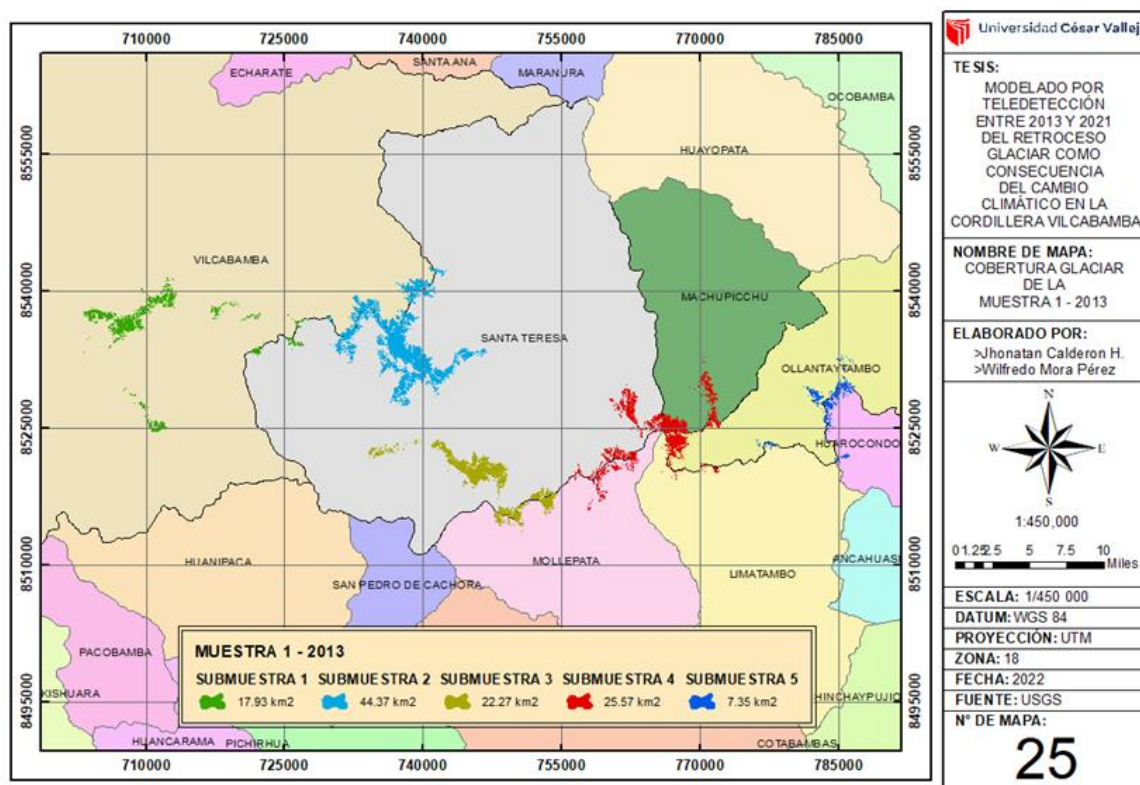 710000 725000 740000 755000 770000 785000
ECHARATE
SANTA ANA
MARANURA
OCOBAMBA
HUAYOPATA
VILCABAMBA
MACHUPICCHU
SANTA TERESA
OLLANTAYTAMBO
HUAROCONDO
HUANIPACA
SAN PEDRO DE CACHORA
MOLLEPATA
LIMATAMBO
ANCAHUASI
PACOBAMBA
KISHUARA
HINCHAYPUJIO
HUANCARAMA
PICHIRHUA
COTABAMBAS
8555000
8540000
8525000
8510000
8495000
8555000
8540000
8525000
8510000
8495000
MUESTRA 1 - 2013
SUBMUESTRA 1 SUBMUESTRA 2 SUBMUESTRA 3 SUBMUESTRA 4 SUBMUESTRA 5
17.93 km2 44.37 km2 22.27 km2 25.57 km2 7.35 km2
710000 725000 740000 755000 770000 785000
Universidad César Vallej
TESIS:
MODELADO POR
TELEDETECCIÓN
ENTRE 2013 Y 2021
DEL RETROCESO
GLACIAR COMO
CONSECUENCIA
DEL CAMBIO
CLIMÁTICO EN LA
CORDILLERA VILCABAMBA
NOMBRE DE MAPA:
COBERTURA GLACIAR
DE LA
MUESTRA 1 - 2013
ELABORADO POR:
>Jhonatan Calderon H.
>Wilfredo Mora Pérez
N
W E
S
1:450,000
0 1.25 2.5 5 7.5 10
Miles
ESCALA: 1/450 000
DATUM: WGS 84
PROYECCIÓN: UTM
ZONA: 18
FECHA: 2022
FUENTE: USGS
N° DE MAPA:
25